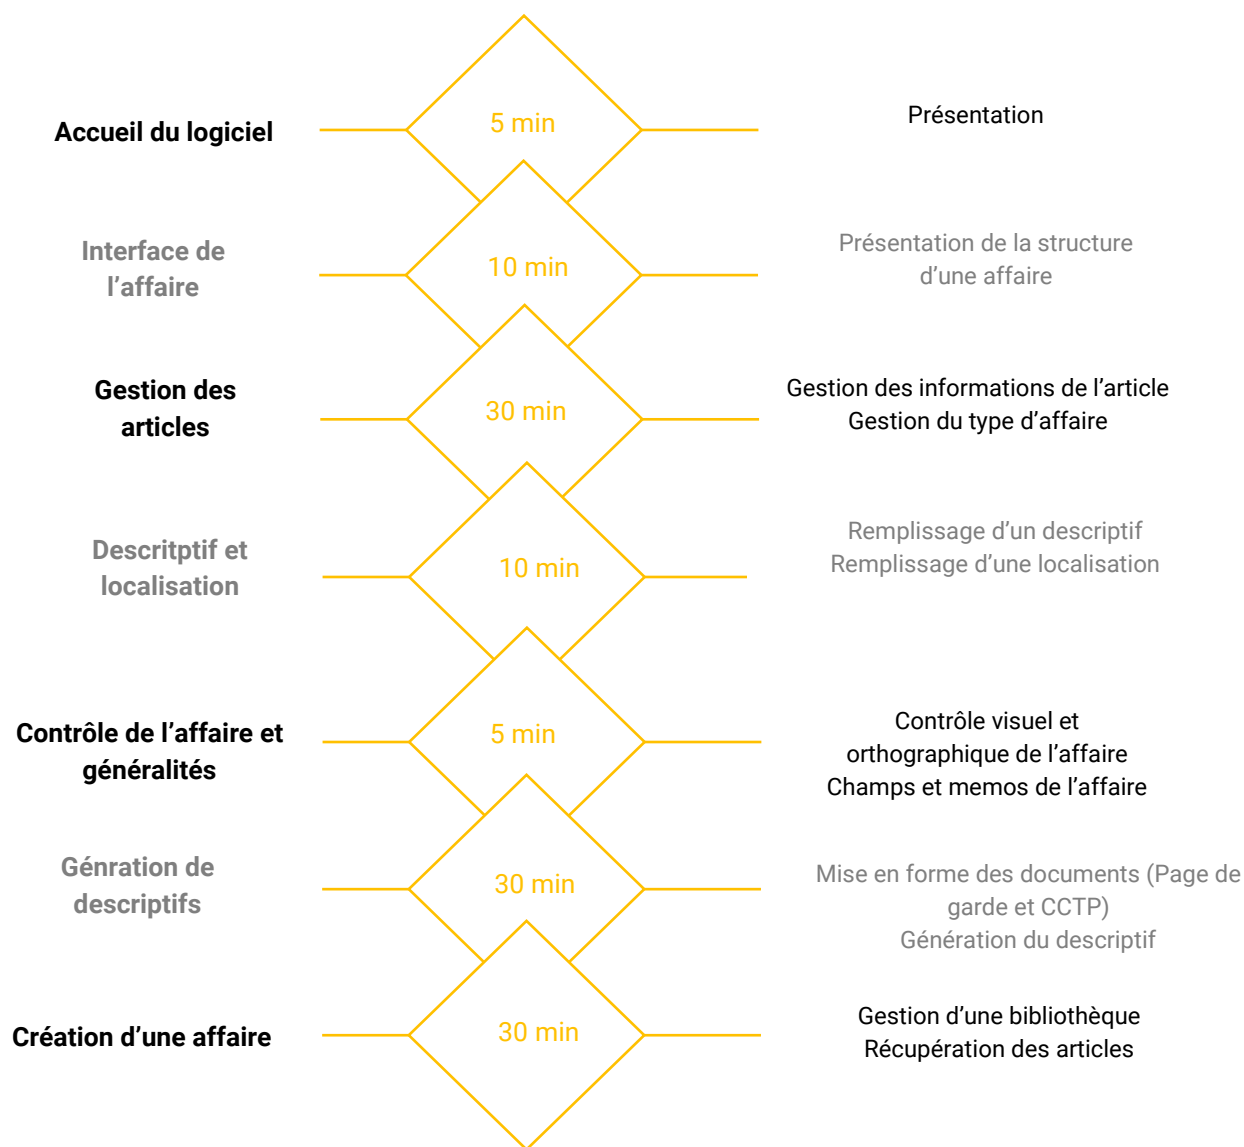 Accueil du logiciel
5 min
Présentation
Interface de
l’affaire
10 min
Présentation de la structure
d’une affaire
Gestion des
articles
30 min
Gestion des informations de l’article
Gestion du type d’affaire
Descritptif et
localisation
10 min
Remplissage d’un descriptif
Remplissage d’une localisation
Contrôle de l’affaire et
généralités
5 min
Contrôle visuel et
orthographique de l’affaire
Champs et memos de l’affaire
Génration de
descriptifs
30 min
Mise en forme des documents (Page de
garde et CCTP)
Génération du descriptif
Création d’une affaire
30 min
Gestion d’une bibliothèque
Récupération des articles